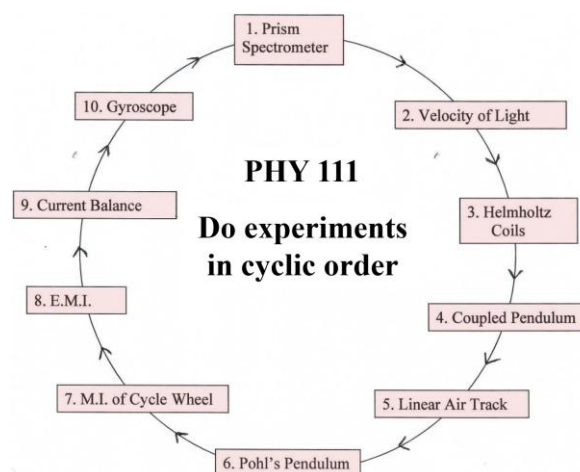 1. Prism
Spectrometer
2. Velocity of Light
3. Helmholtz
Coils
4. Coupled Pendulum
5. Linear Air Track
6. Pohl's Pendulum
7. M.I. of Cycle Wheel
8. E.M.I.
9. Current Balance
10. Gyroscope
PHY 111
Do experiments
in cyclic order